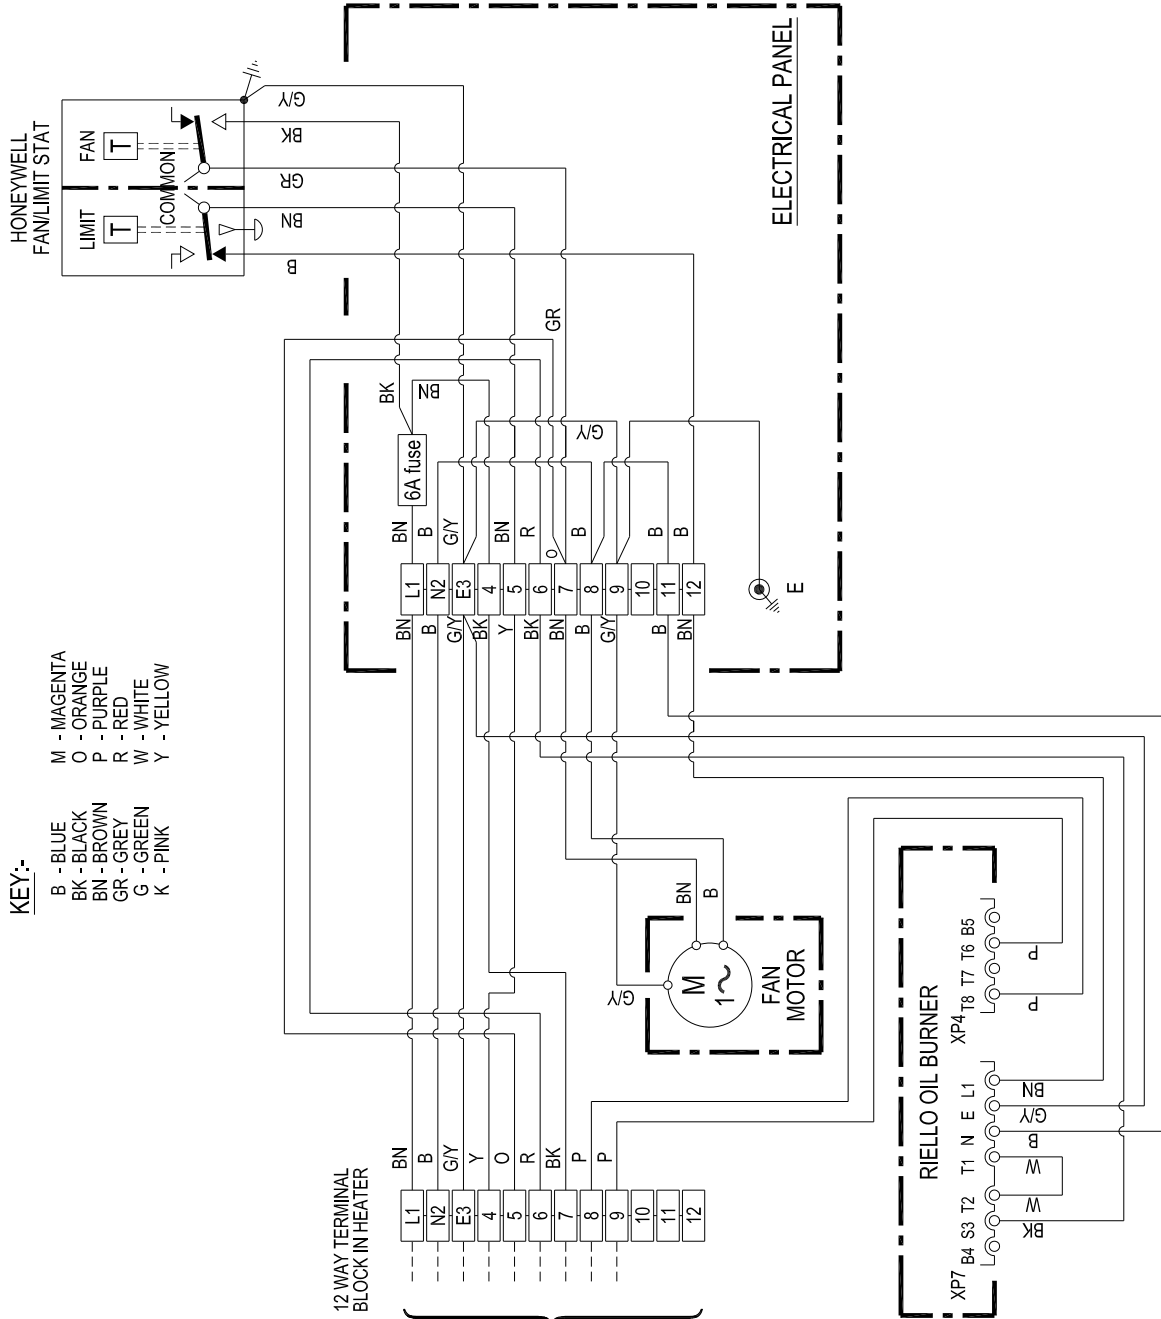 HONEYWELL
FAN/LIMIT STAT
LIMIT
FAN
T
T
COMMON
G/Y
BK
GR
BN
B
ELECTRICAL PANEL
GR
BK
BN
6A fuse
G/Y
BN
B
G/Y
BN
R
O
B
B
B
L1
N2
E3
4
5
6
7
8
9
10
11
12
BN
B
G/Y
BK
Y
BK
BN
B
G/Y
B
BN
E
KEY:-
B - BLUE
BK - BLACK
BN - BROWN
GR - GREY
G - GREEN
K - PINK
M - MAGENTA
O - ORANGE
P - PURPLE
R - RED
W - WHITE
Y - YELLOW
BN
B
G/Y
M
1~
FAN
MOTOR
12 WAY TERMINAL
BLOCK IN HEATER
BN
B
G/Y
Y
O
R
BK
P
P
L1
N2
E3
4
5
6
7
8
9
10
11
12
RIELLO OIL BURNER
XP7
B4 S3 T2 T1 N E L1
BK
W
W
B
G/Y
BN
XP4
T8 T7 T6 B5
P
P